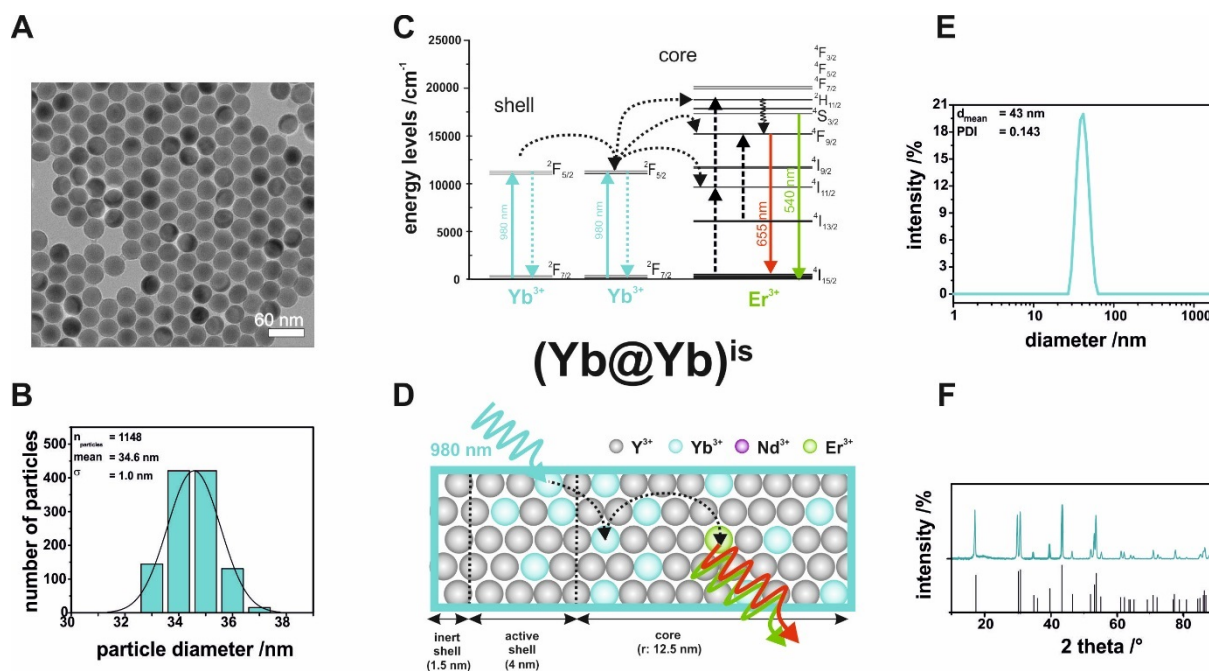 A
60 nm
B
n particles = 1148
mean = 34.6 nm
σ = 1.0 nm
number of particles
500
400
300
200
100
0
30 32 34 36 38
particle diameter /nm
C
energy levels /cm⁻¹
25000
20000
15000
10000
5000
0
shell
core
²F5/2
²F5/2
980 nm
980 nm
²F7/2
²F7/2
Yb³⁺
Yb³⁺
Er³⁺
⁴F3/2
⁴F5/2
⁴F7/2
²H11/2
⁴S3/2
⁴F9/2
⁴I9/2
⁴I11/2
⁴I13/2
⁴I15/2
655 nm
540 nm
(Yb@Yb)ⁱˢ
D
980 nm
Y³⁺ Yb³⁺ Nd³⁺ Er³⁺
inert shell (1.5 nm)
active shell (4 nm)
core (r: 12.5 nm)
E
d mean = 43 nm
PDI = 0.143
intensity /%
21
18
15
12
9
6
3
0
1 10 100 1000
diameter /nm
F
intensity /%
20 40 60 80
2 theta /°